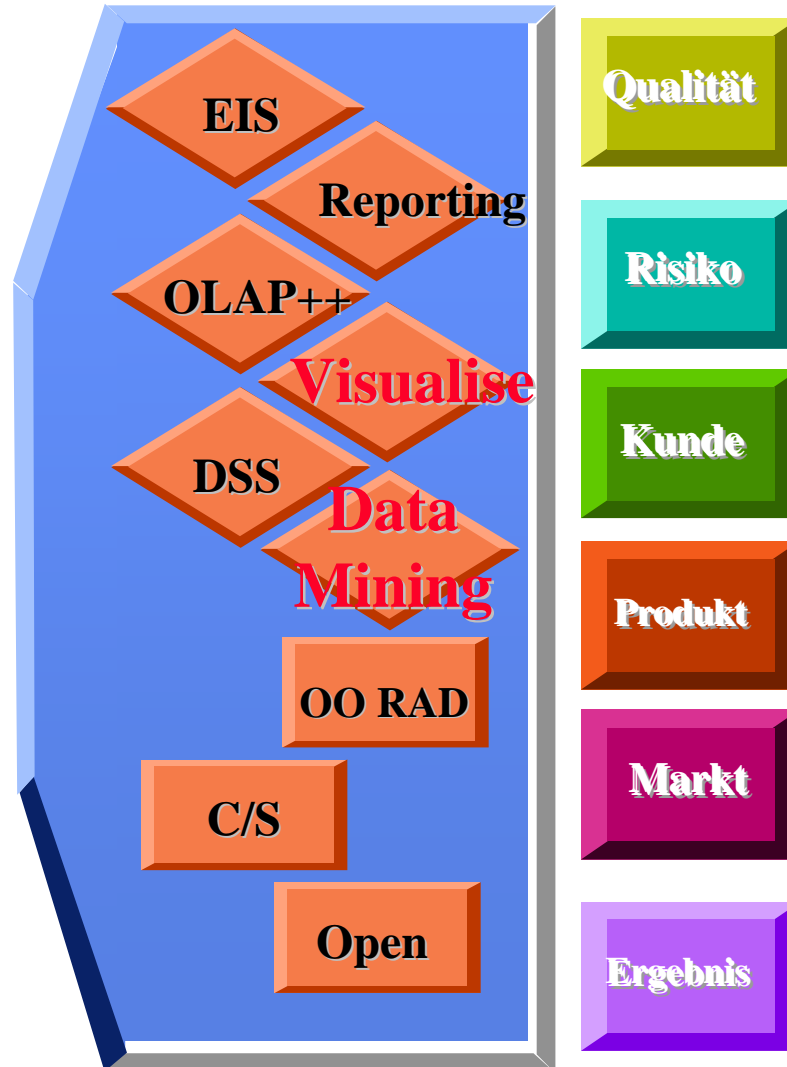 EIS
Reporting
OLAP++
Visualise
DSS
Data
Mining
OO RAD
C/S
Open
Qualität
Risiko
Kunde
Produkt
Markt
Ergebnis